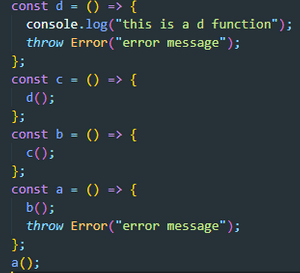 const d = () => {
console.log("this is a d function");
throw Error("error message");
};
const c = () => {
d();
};
const b = () => {
c();
};
const a = () => {
b();
throw Error("error message");
};
a();